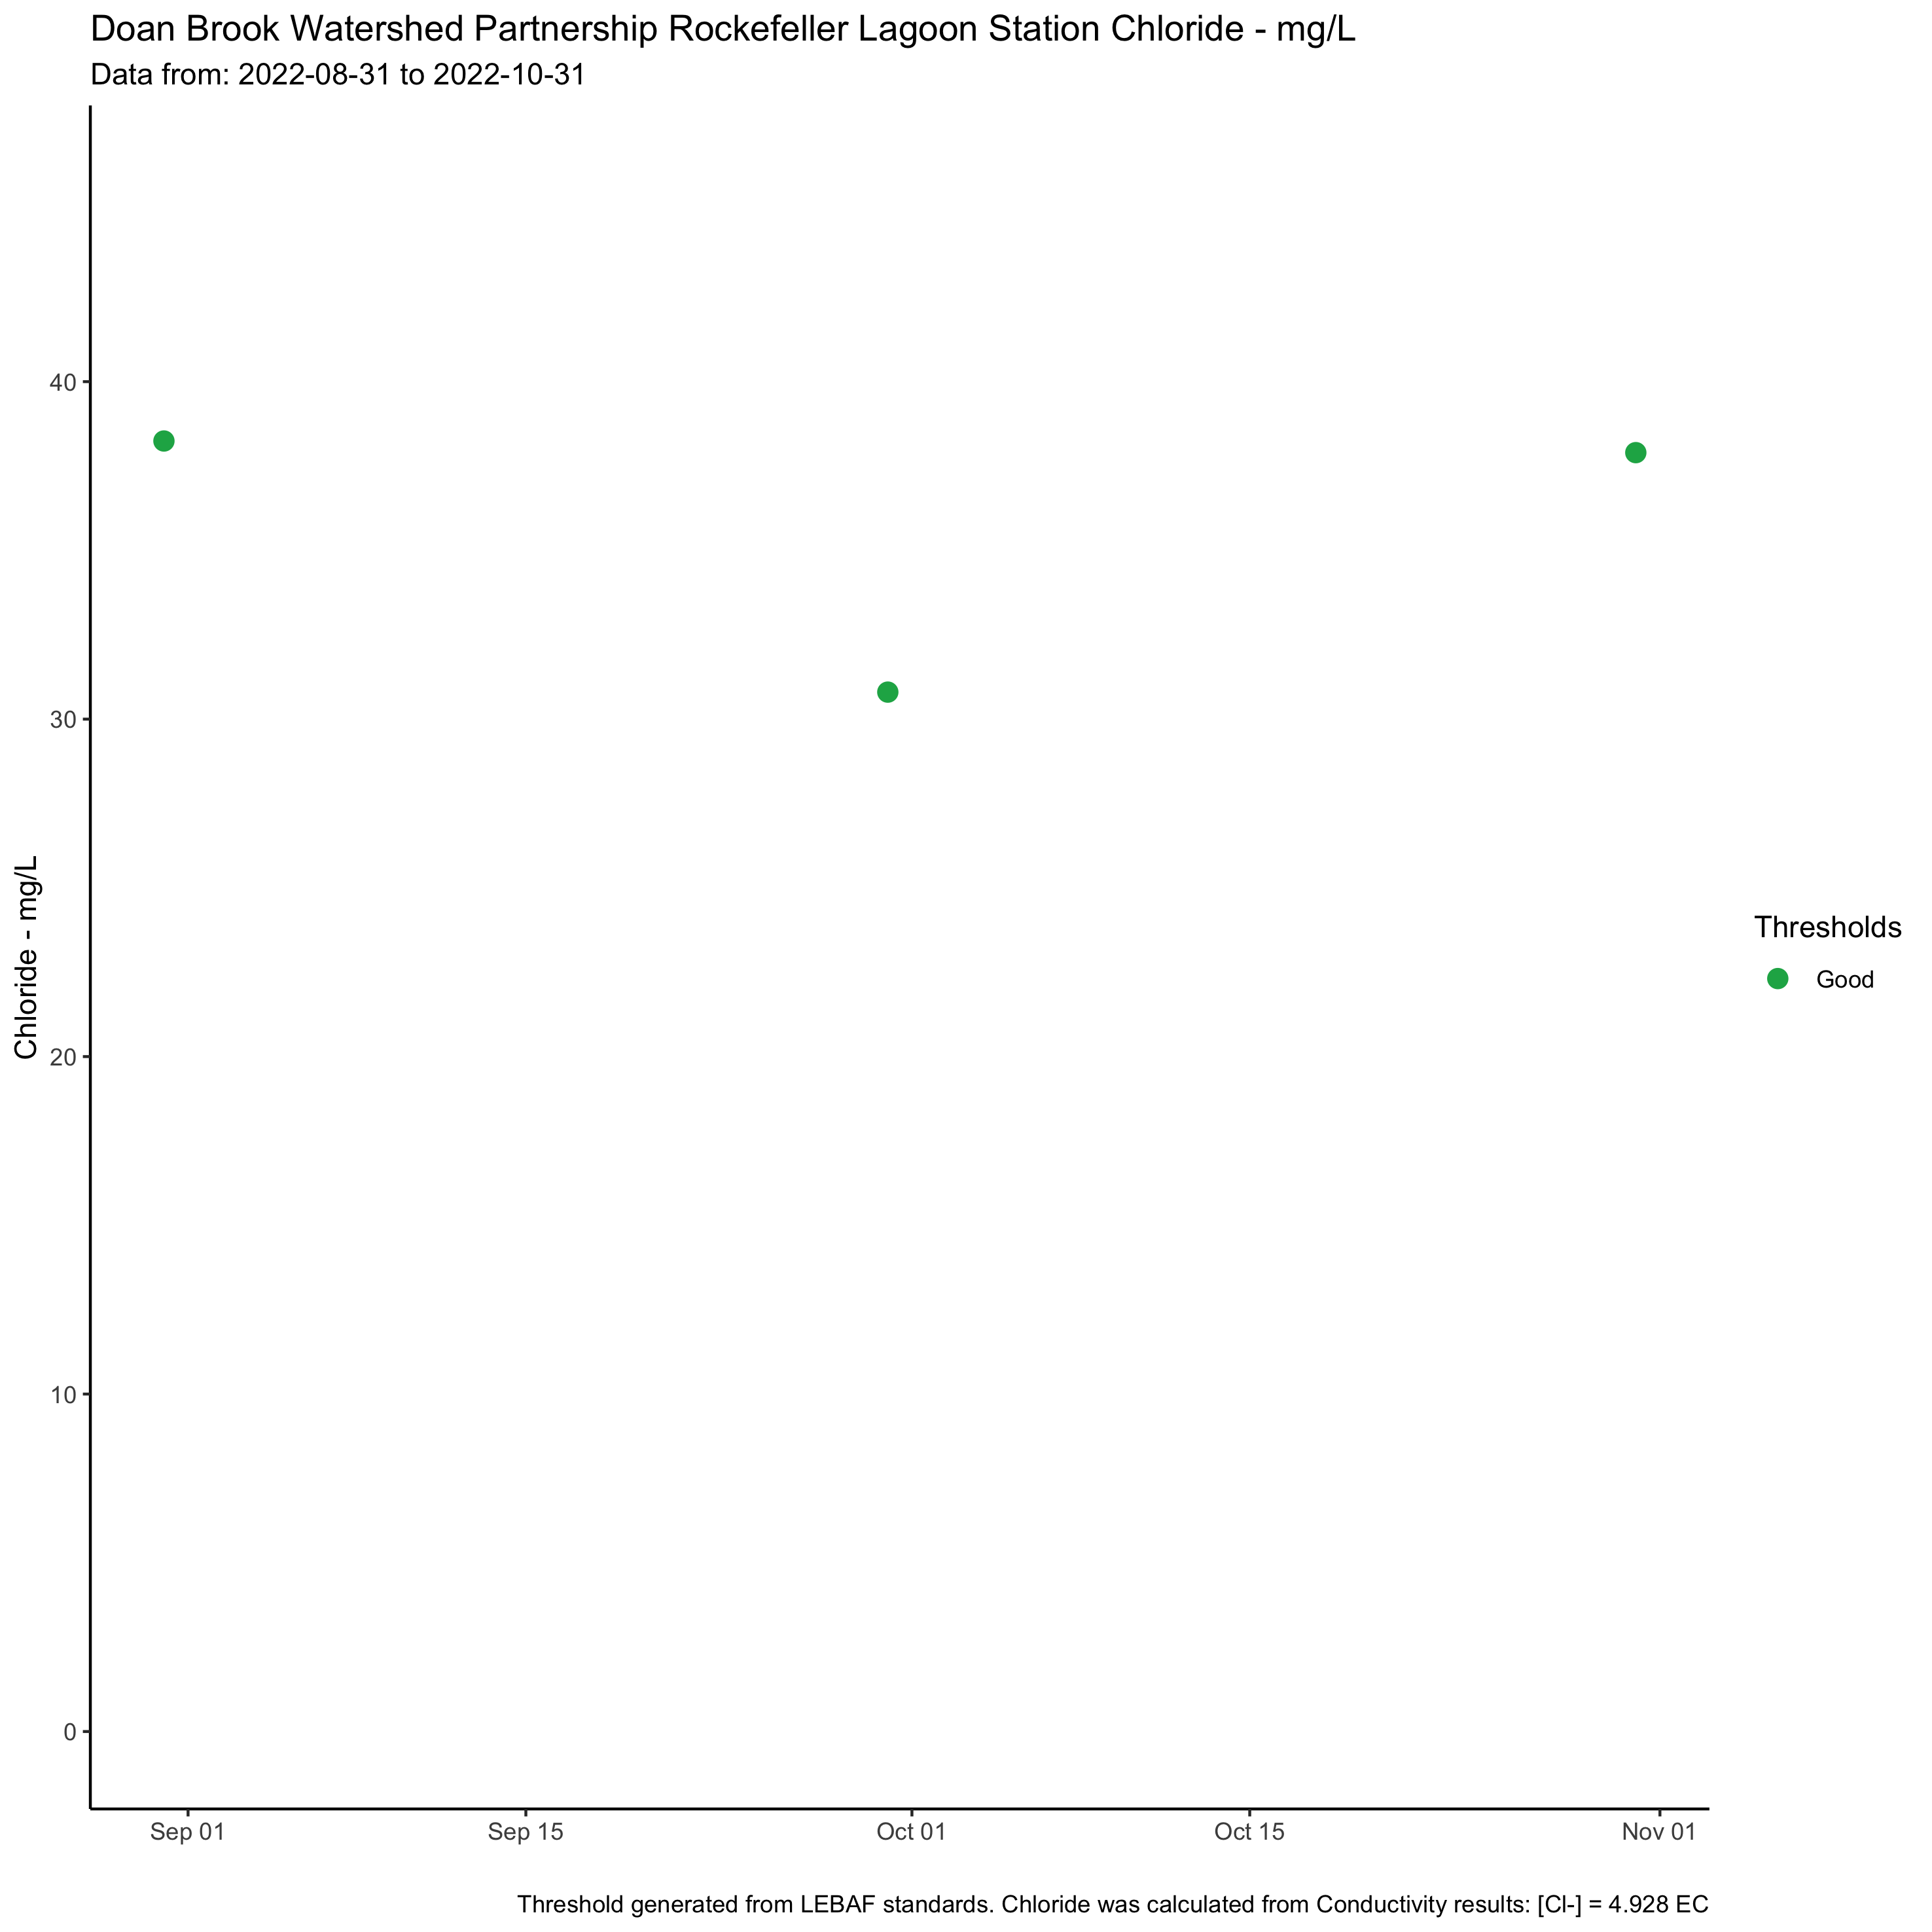 Doan Brook Watershed Partnership Rockefeller Lagoon Station Chloride - mg/L
Data from: 2022-08-31 to 2022-10-31
Chloride - mg/L
40
30
20
10
0
Sep 01
Sep 15
Oct 01
Oct 15
Nov 01
Thresholds
Good
Threshold generated from LEBAF standards. Chloride was calculated from Conductivity results: [Cl-] = 4.928 EC